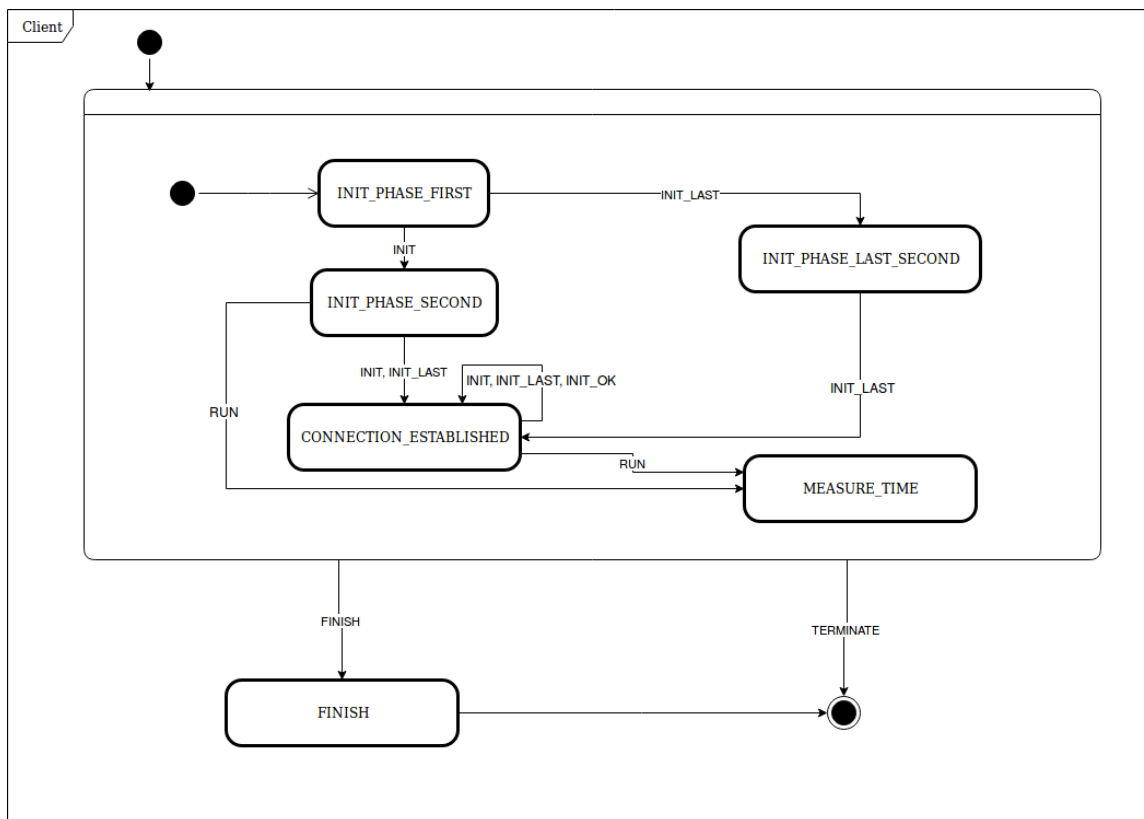 Client
INIT_PHASE_FIRST
INIT_LAST
INIT
INIT_PHASE_LAST_SECOND
INIT_PHASE_SECOND
INIT, INIT_LAST
INIT, INIT_LAST, INIT_OK
INIT_LAST
RUN
CONNECTION_ESTABLISHED
RUN
MEASURE_TIME
FINISH
TERMINATE
FINISH